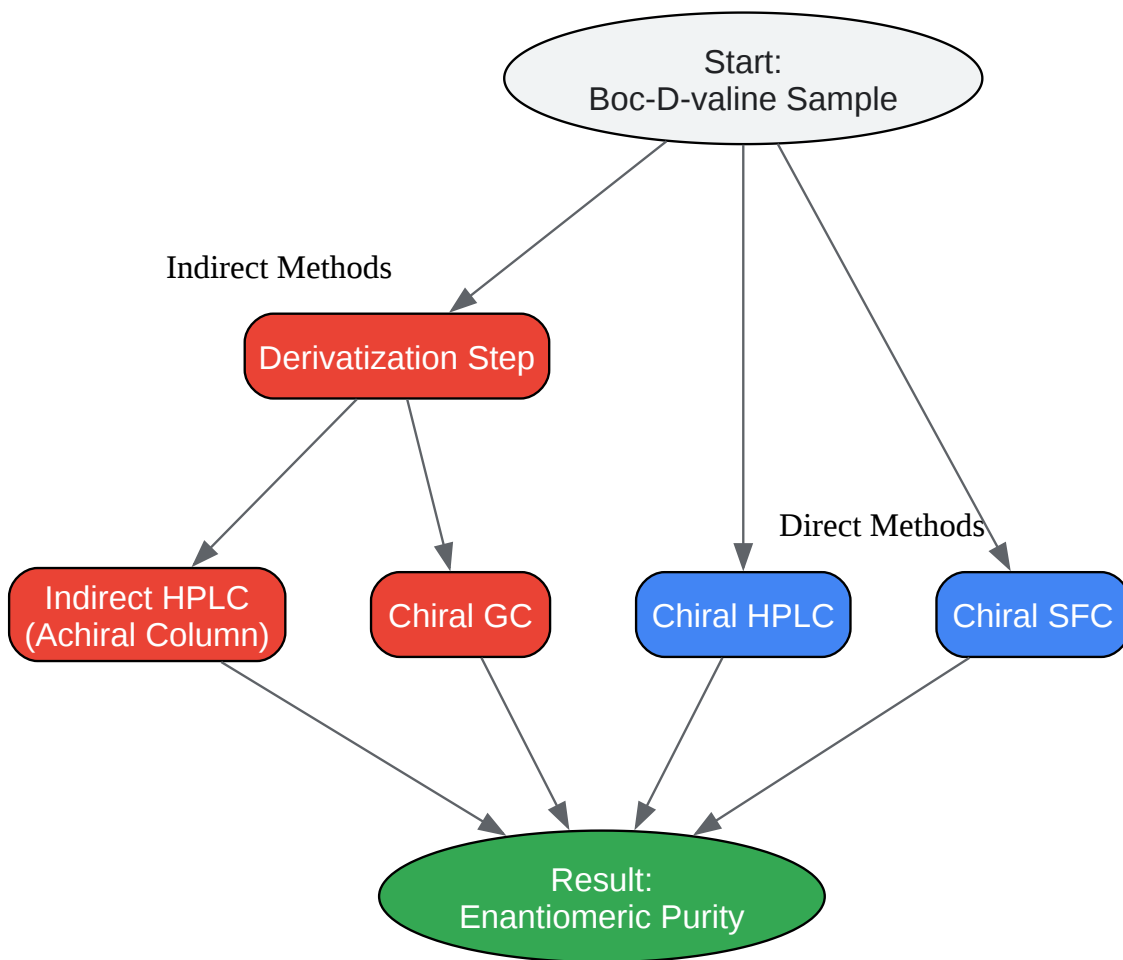 Start:
Boc-D-valine Sample
Indirect Methods
Derivatization Step
Direct Methods
Indirect HPLC
(Achiral Column)
Chiral GC
Chiral HPLC
Chiral SFC
Result:
Enantiomeric Purity